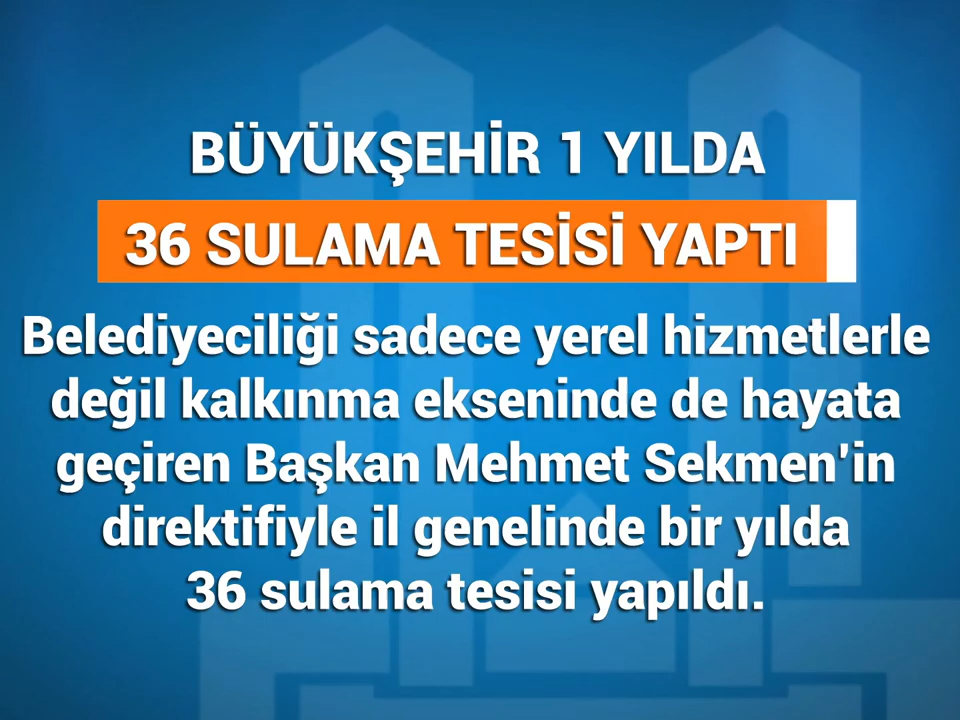 BÜYÜKŞEHİR 1 YILDA
36 SULAMA TESİSİ YAPTI
Belediyeciliği sadece yerel hizmetlerle
değil kalkınma ekseninde de hayata
geçiren Başkan Mehmet Sekmen'in
direktifiyle il genelinde bir yılda
36 sulama tesisi yapıldı.